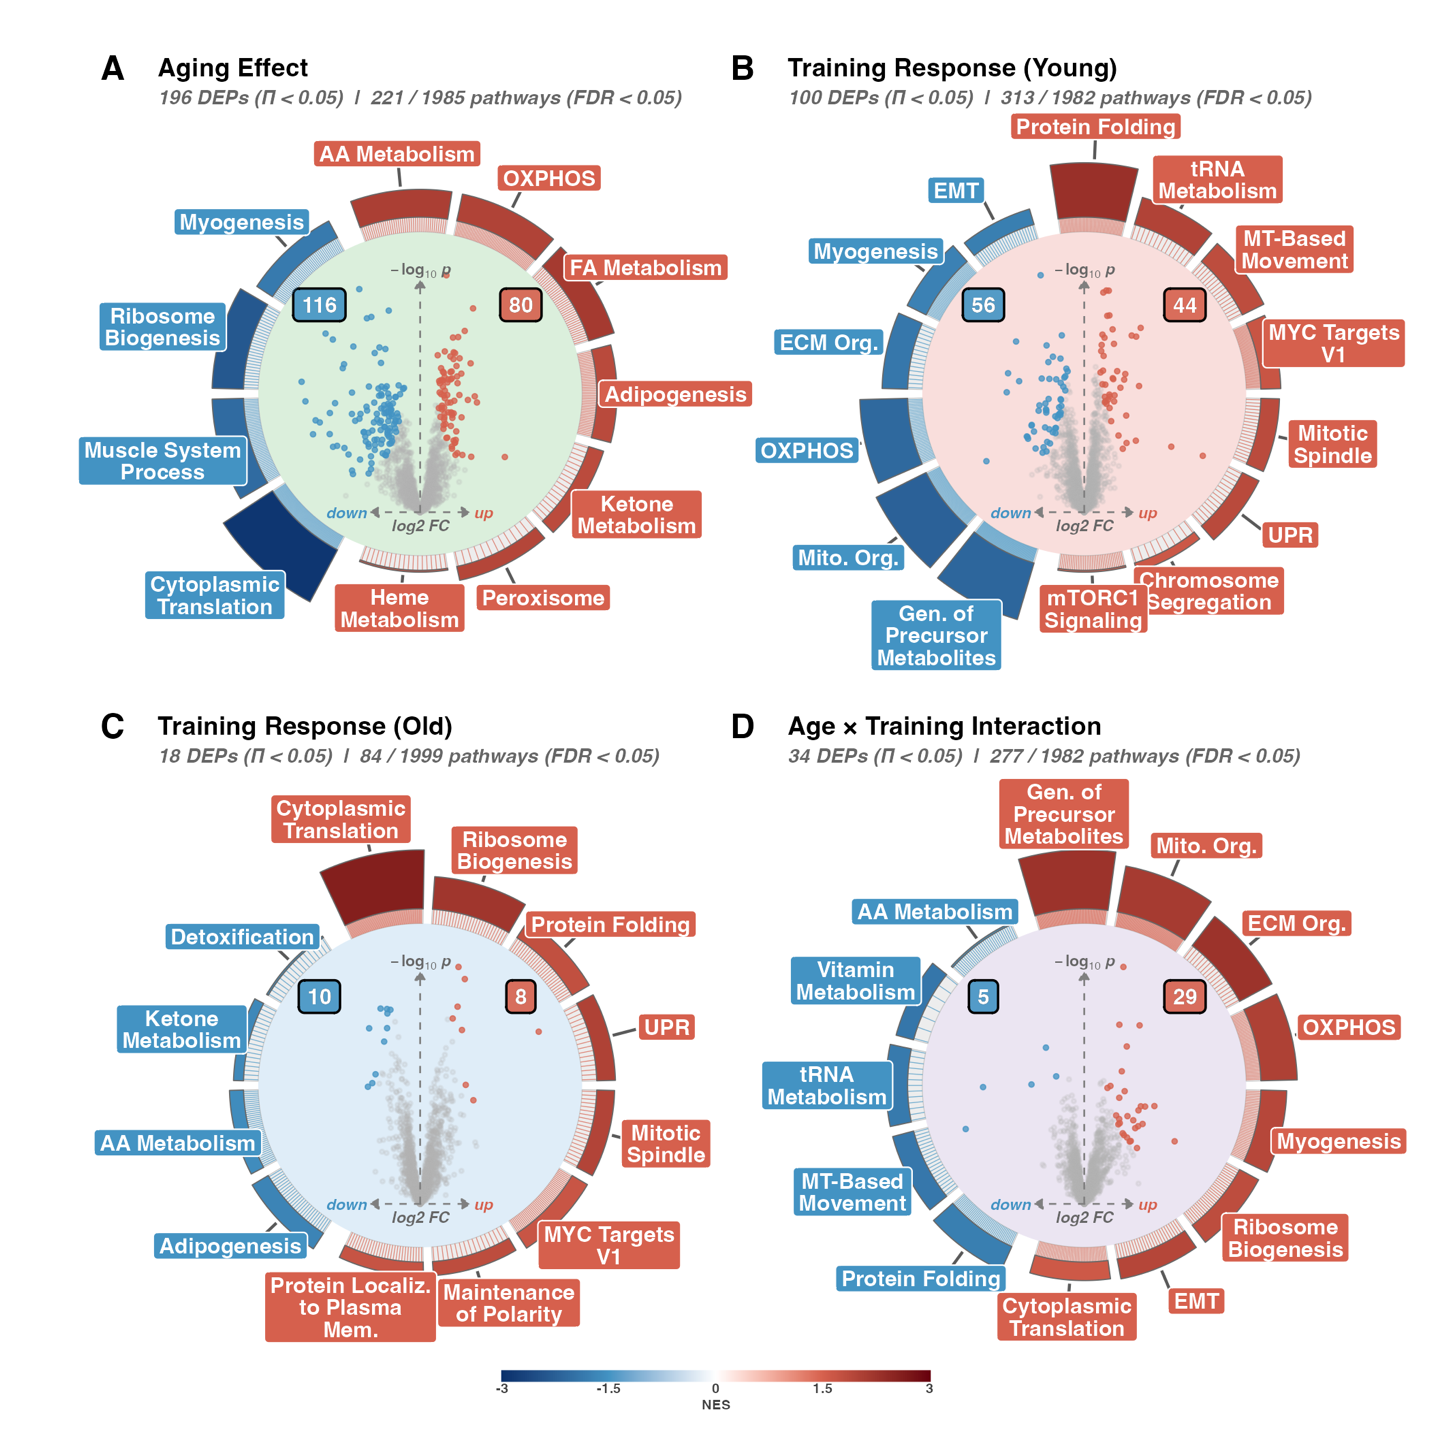 A
Aging Effect
196 DEPs (Π < 0.05) | 221 / 1985 pathways (FDR < 0.05)
AA Metabolism
OXPHOS
Myogenesis
FA Metabolism
−log10 p
116
80
Ribosome
Biogenesis
Adipogenesis
Muscle System
Process
Ketone
Metabolism
down
up
log2 FC
Cytoplasmic
Translation
Heme
Metabolism
Peroxisome
B
Training Response (Young)
100 DEPs (Π < 0.05) | 313 / 1982 pathways (FDR < 0.05)
Protein Folding
tRNA
Metabolism
EMT
Myogenesis
MT-Based
Movement
−log10 p
56
44
ECM Org.
MYC Targets
V1
OXPHOS
Mitotic
Spindle
down
up
log2 FC
UPR
Mito. Org.
Chromosome
Segregation
mTORC1
Signaling
Gen. of
Precursor
Metabolites
C
Training Response (Old)
18 DEPs (Π < 0.05) | 84 / 1999 pathways (FDR < 0.05)
Cytoplasmic
Translation
Ribosome
Biogenesis
Protein Folding
Detoxification
−log10 p
10
8
Ketone
Metabolism
UPR
AA Metabolism
Mitotic
Spindle
down
up
log2 FC
Adipogenesis
MYC Targets
V1
Protein Localiz.
to Plasma
Mem.
Maintenance
of Polarity
D
Age × Training Interaction
34 DEPs (Π < 0.05) | 277 / 1982 pathways (FDR < 0.05)
Gen. of
Precursor
Metabolites
Mito. Org.
AA Metabolism
ECM Org.
−log10 p
Vitamin
Metabolism
5
29
OXPHOS
tRNA
Metabolism
Myogenesis
MT-Based
Movement
down
up
log2 FC
Ribosome
Biogenesis
Protein Folding
EMT
Cytoplasmic
Translation
-3
-1.5
0
1.5
3
NES